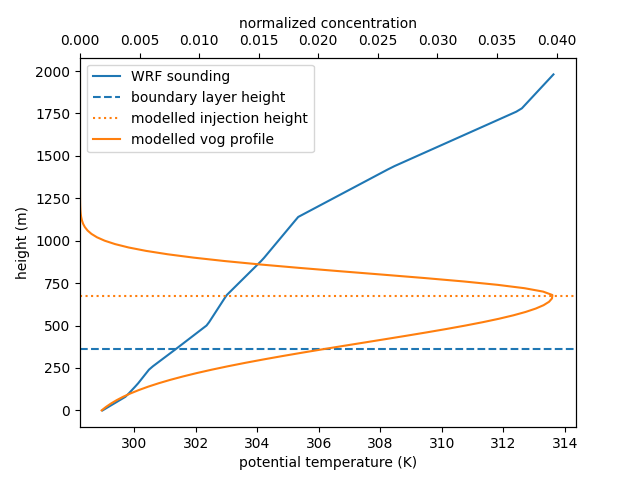 normalized concentration
0.000 0.005 0.010 0.015 0.020 0.025 0.030 0.035 0.040
WRF sounding
boundary layer height
modelled injection height
modelled vog profile
height (m)
2000
1750
1500
1250
1000
750
500
250
0
300 302 304 306 308 310 312 314
potential temperature (K)